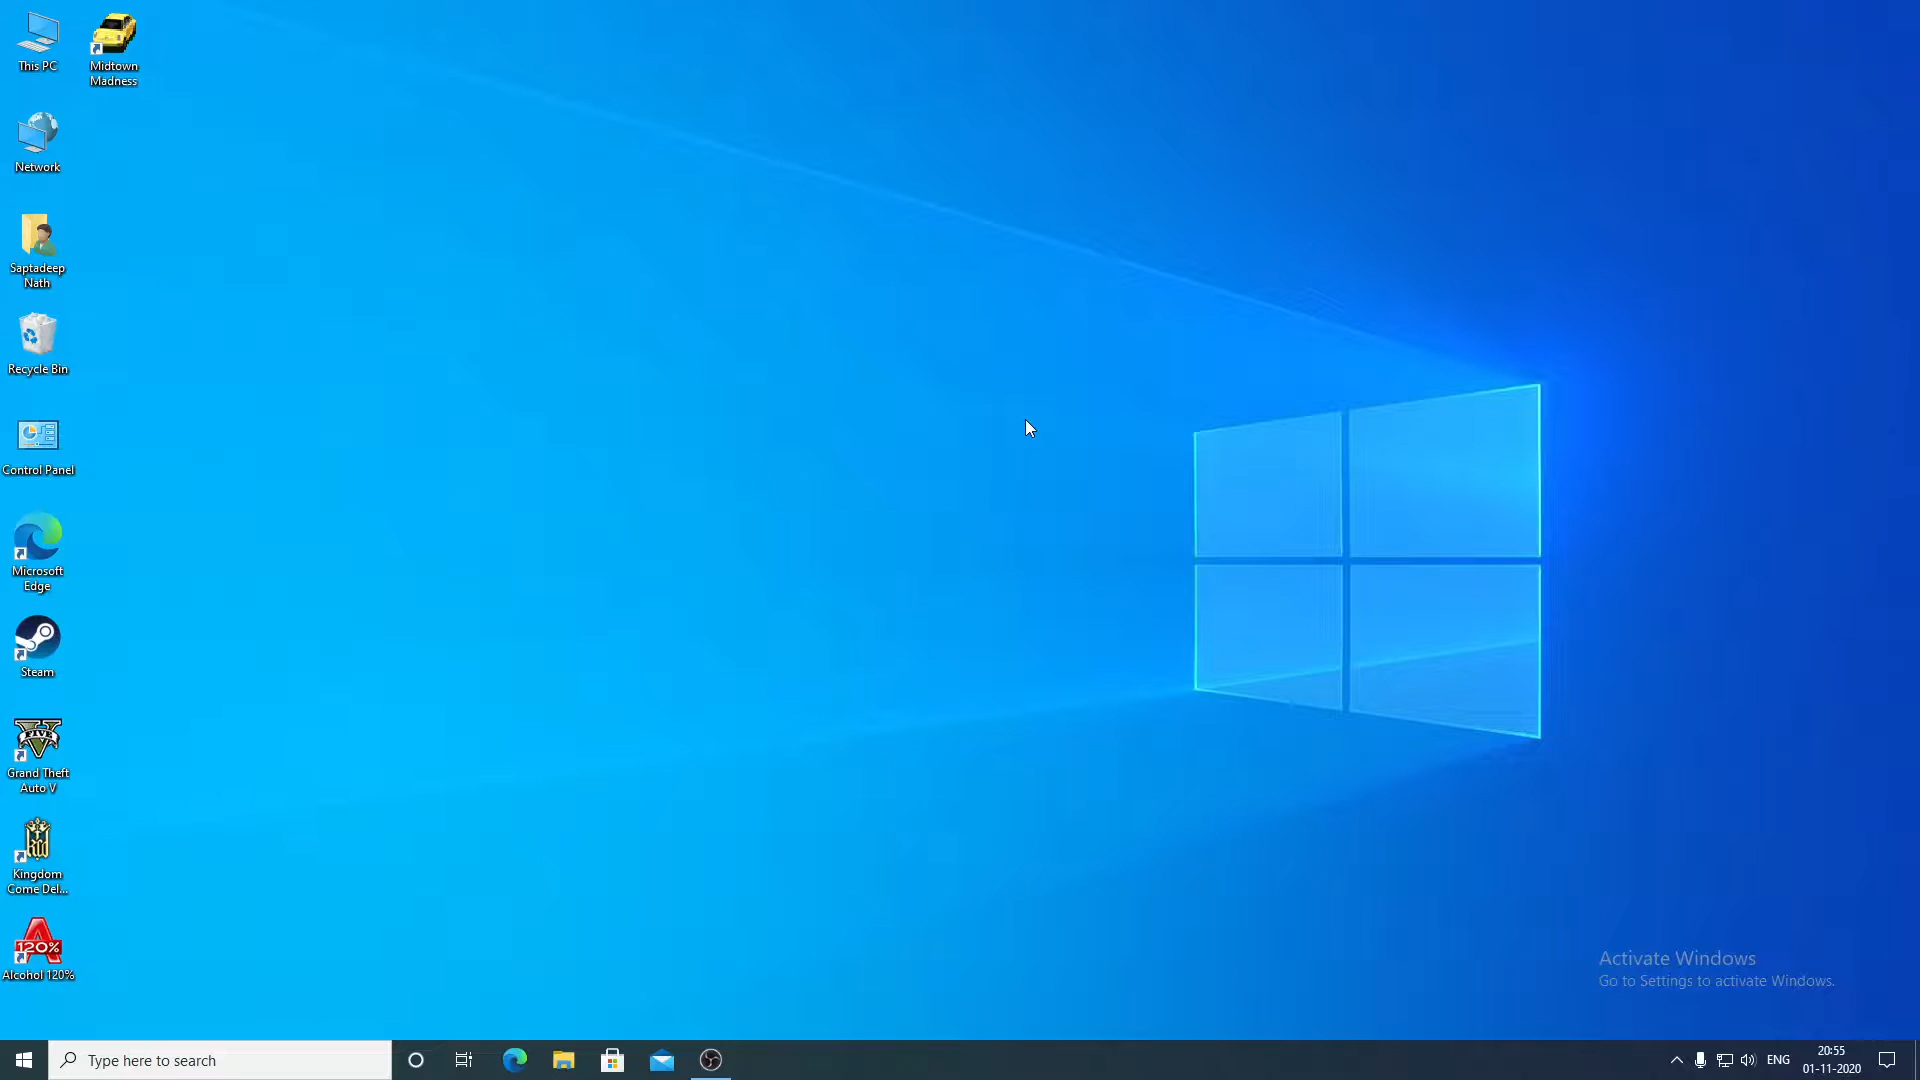 This PC
Midtown
Madness
Network
Saptadeep
Nath
Recycle Bin
Control Panel
Microsoft
Edge
Steam
FIVE
Grand Theft
Auto V
Kingdom
Come Del...
120%
Alcohol 120%
Activate Windows
Go to Settings to activate Windows.
Type here to search
ENG
20:55
01-11-2020